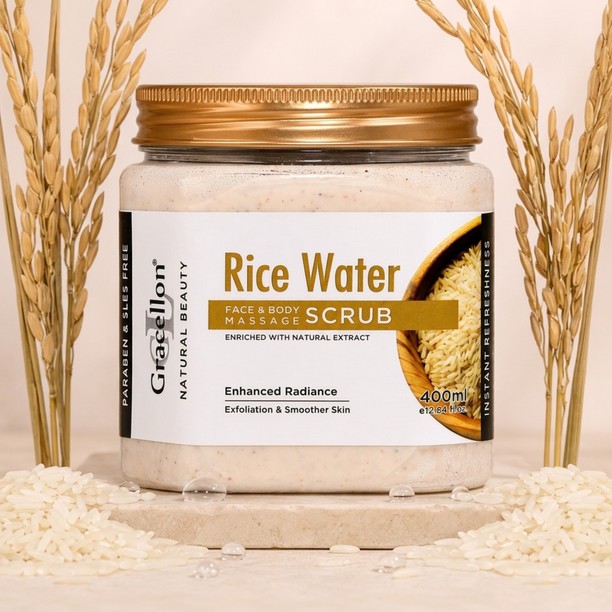 PARABEN & SLES FREE
Gracellon®
NATURAL BEAUTY
Rice Water
FACE & BODY
MASSAGE SCRUB
ENRICHED WITH NATURAL EXTRACT
Enhanced Radiance
Exfoliation & Smoother Skin
400ml
e12.84 fl.oz.
INSTANT REFRESHNESS